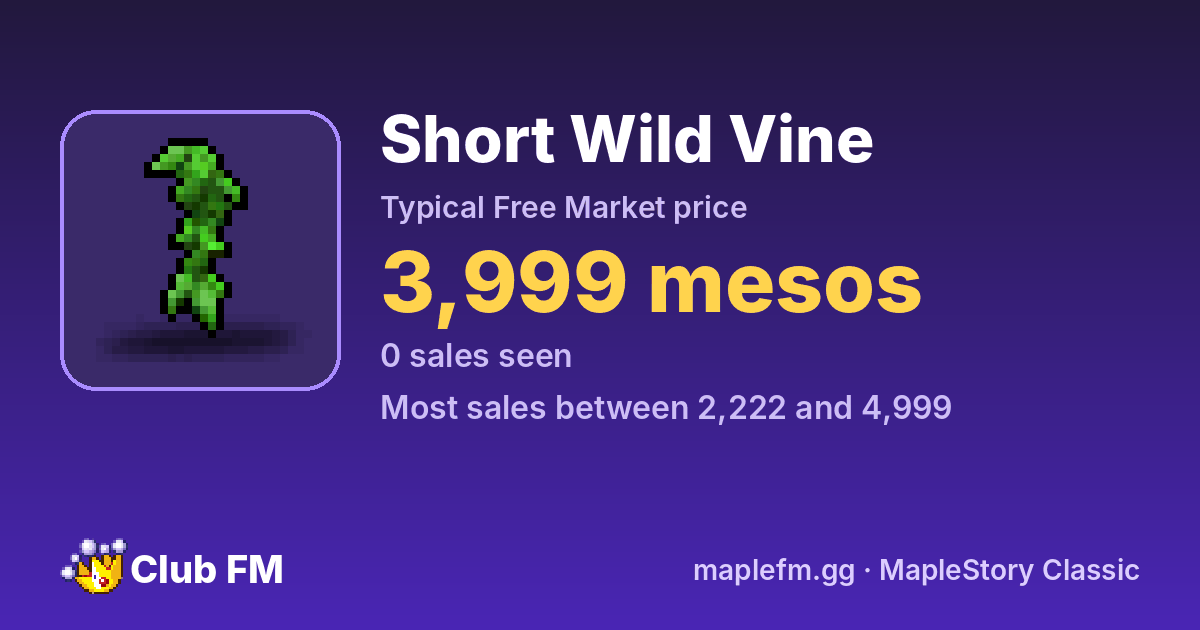 Short Wild Vine
Typical Free Market price
3,999 mesos
0 sales seen
Most sales between 2,222 and 4,999
Club FM
maplefm.gg · MapleStory Classic